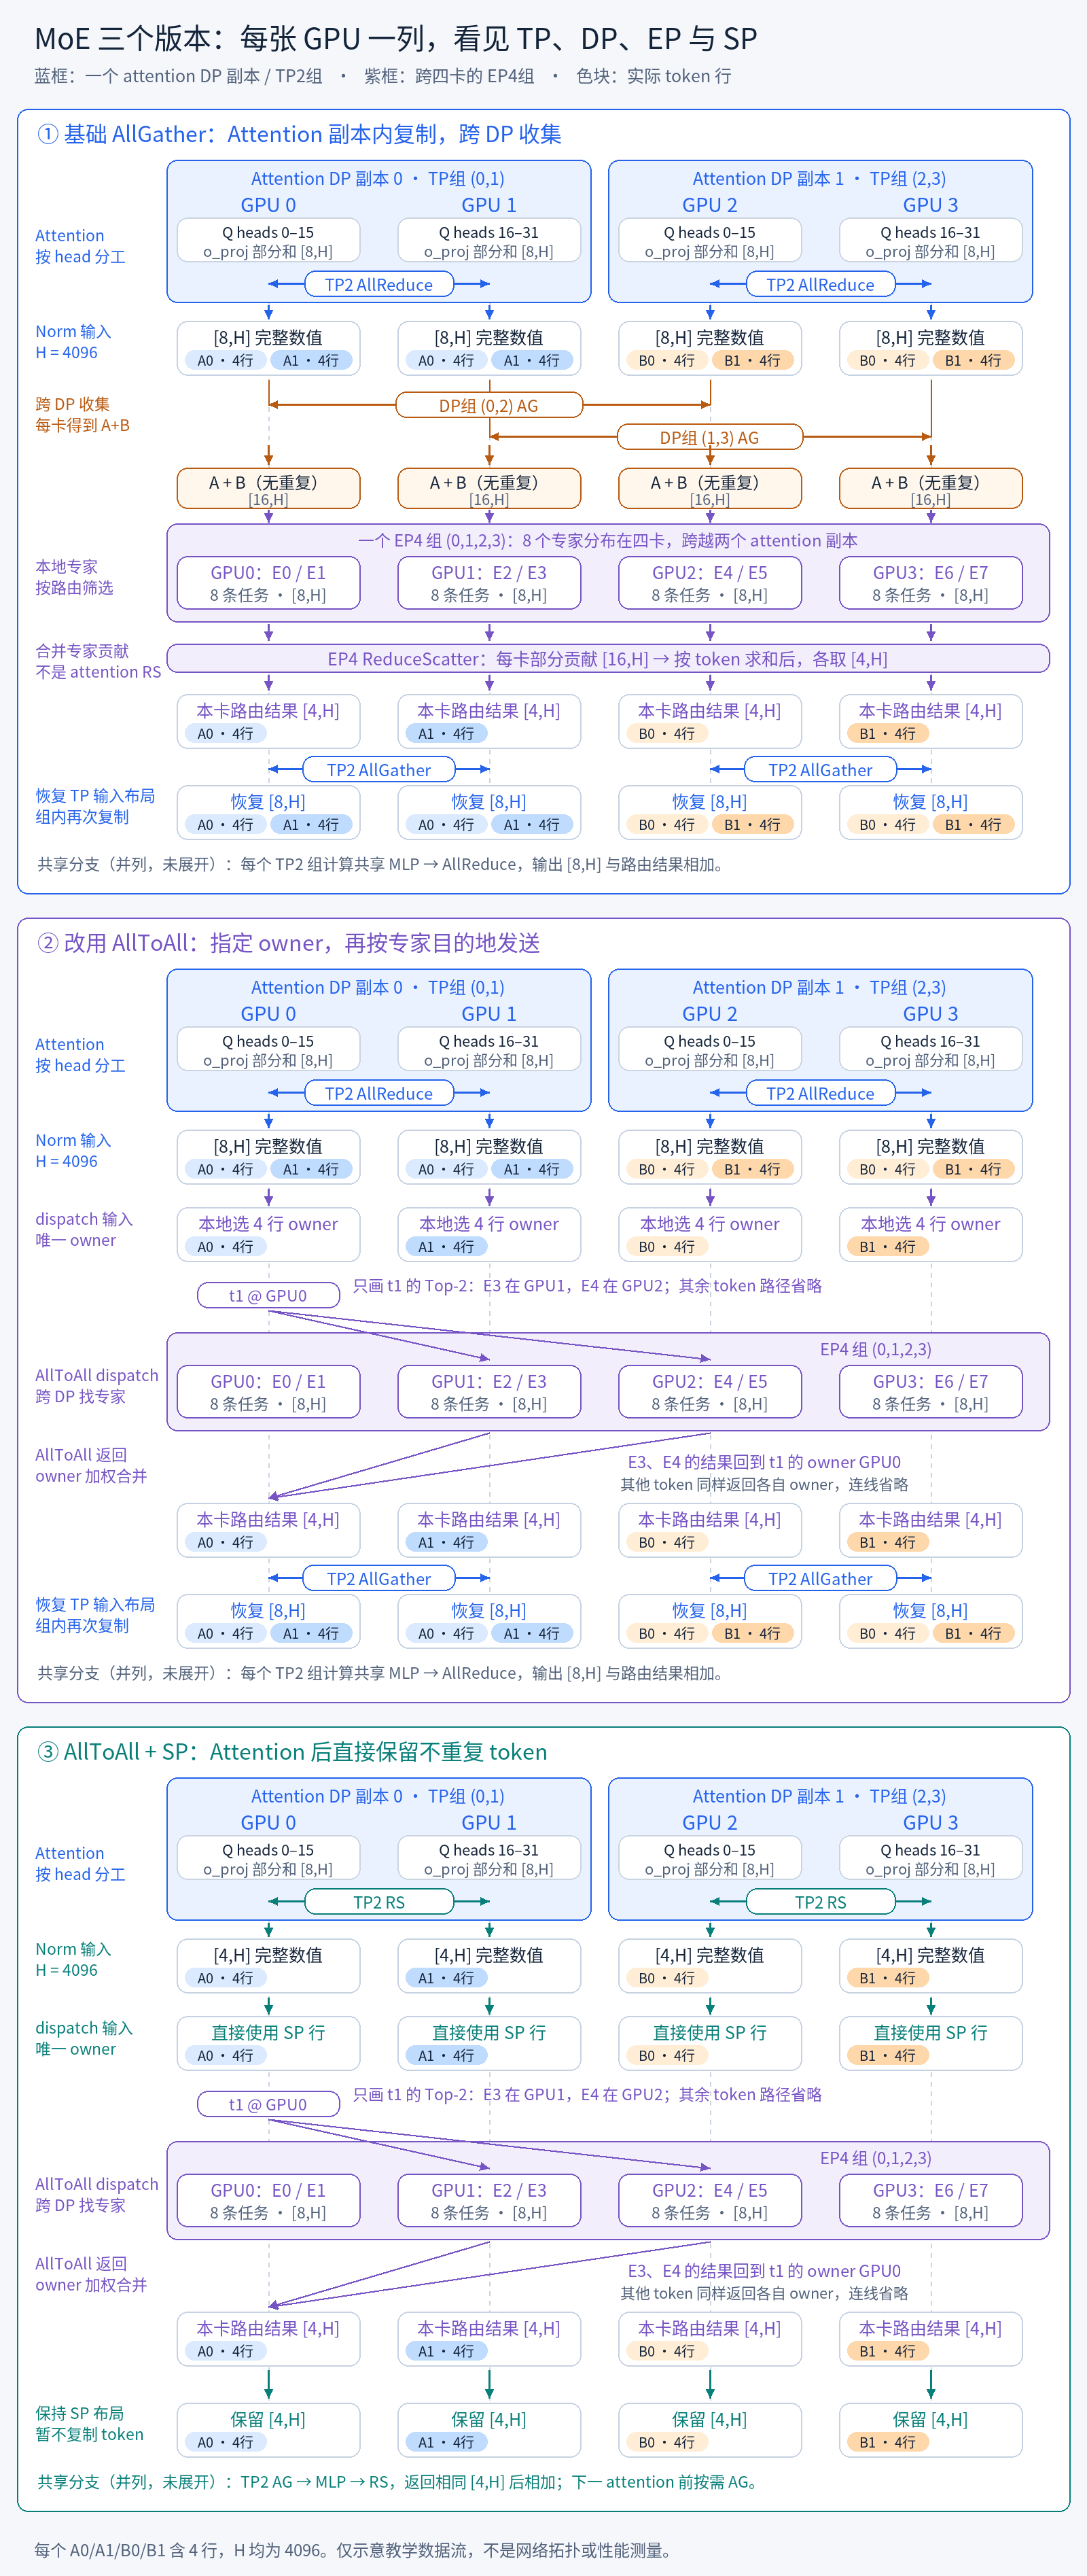 MoE 三个版本：每张 GPU 一列，看见 TP、DP、EP 与 SP
蓝框：一个 attention DP 副本 / TP2组 · 紫框：跨四卡的 EP4组 · 色块：实际 token 行
① 基础 AllGather：Attention 副本内复制，跨 DP 收集
Attention DP 副本 0 · TP组 (0,1)
Attention DP 副本 1 · TP组 (2,3)
GPU 0
GPU 1
GPU 2
GPU 3
Attention
按 head 分工
Q heads 0–15
o_proj 部分和 [8,H]
Q heads 16–31
o_proj 部分和 [8,H]
Q heads 0–15
o_proj 部分和 [8,H]
Q heads 16–31
o_proj 部分和 [8,H]
TP2 AllReduce
TP2 AllReduce
Norm 输入
H = 4096
[8,H] 完整数值
A0 · 4行 A1 · 4行
[8,H] 完整数值
A0 · 4行 A1 · 4行
[8,H] 完整数值
B0 · 4行 B1 · 4行
[8,H] 完整数值
B0 · 4行 B1 · 4行
跨 DP 收集
每卡得到 A+B
DP组 (0,2) AG
DP组 (1,3) AG
A + B（无重复）
[16,H]
A + B（无重复）
[16,H]
A + B（无重复）
[16,H]
A + B（无重复）
[16,H]
一个 EP4 组 (0,1,2,3)：8 个专家分布在四卡，跨越两个 attention 副本
本地专家
按路由筛选
GPU0：E0 / E1
8 条任务 · [8,H]
GPU1：E2 / E3
8 条任务 · [8,H]
GPU2：E4 / E5
8 条任务 · [8,H]
GPU3：E6 / E7
8 条任务 · [8,H]
合并专家贡献
不是 attention RS
EP4 ReduceScatter：每卡部分贡献 [16,H] → 按 token 求和后，各取 [4,H]
本卡路由结果 [4,H]
A0 · 4行
本卡路由结果 [4,H]
A1 · 4行
本卡路由结果 [4,H]
B0 · 4行
本卡路由结果 [4,H]
B1 · 4行
TP2 AllGather
TP2 AllGather
恢复 TP 输入布局
组内再次复制
恢复 [8,H]
A0 · 4行 A1 · 4行
恢复 [8,H]
A0 · 4行 A1 · 4行
恢复 [8,H]
B0 · 4行 B1 · 4行
恢复 [8,H]
B0 · 4行 B1 · 4行
共享分支（并列，未展开）：每个 TP2 组计算共享 MLP → AllReduce，输出 [8,H] 与路由结果相加。
② 改用 AllToAll：指定 owner，再按专家目的地发送
Attention DP 副本 0 · TP组 (0,1)
Attention DP 副本 1 · TP组 (2,3)
GPU 0
GPU 1
GPU 2
GPU 3
Attention
按 head 分工
Q heads 0–15
o_proj 部分和 [8,H]
Q heads 16–31
o_proj 部分和 [8,H]
Q heads 0–15
o_proj 部分和 [8,H]
Q heads 16–31
o_proj 部分和 [8,H]
TP2 AllReduce
TP2 AllReduce
Norm 输入
H = 4096
[8,H] 完整数值
A0 · 4行 A1 · 4行
[8,H] 完整数值
A0 · 4行 A1 · 4行
[8,H] 完整数值
B0 · 4行 B1 · 4行
[8,H] 完整数值
B0 · 4行 B1 · 4行
dispatch 输入
唯一 owner
本地选 4 行 owner
A0 · 4行
本地选 4 行 owner
A1 · 4行
本地选 4 行 owner
B0 · 4行
本地选 4 行 owner
B1 · 4行
t1 @ GPU0
只画 t1 的 Top-2：E3 在 GPU1，E4 在 GPU2；其余 token 路径省略
EP4 组 (0,1,2,3)
AllToAll dispatch
跨 DP 找专家
GPU0：E0 / E1
8 条任务 · [8,H]
GPU1：E2 / E3
8 条任务 · [8,H]
GPU2：E4 / E5
8 条任务 · [8,H]
GPU3：E6 / E7
8 条任务 · [8,H]
AllToAll 返回
owner 加权合并
E3、E4 的结果回到 t1 的 owner GPU0
其他 token 同样返回各自 owner，连线省略
本卡路由结果 [4,H]
A0 · 4行
本卡路由结果 [4,H]
A1 · 4行
本卡路由结果 [4,H]
B0 · 4行
本卡路由结果 [4,H]
B1 · 4行
TP2 AllGather
TP2 AllGather
恢复 TP 输入布局
组内再次复制
恢复 [8,H]
A0 · 4行 A1 · 4行
恢复 [8,H]
A0 · 4行 A1 · 4行
恢复 [8,H]
B0 · 4行 B1 · 4行
恢复 [8,H]
B0 · 4行 B1 · 4行
共享分支（并列，未展开）：每个 TP2 组计算共享 MLP → AllReduce，输出 [8,H] 与路由结果相加。
③ AllToAll + SP：Attention 后直接保留不重复 token
Attention DP 副本 0 · TP组 (0,1)
Attention DP 副本 1 · TP组 (2,3)
GPU 0
GPU 1
GPU 2
GPU 3
Attention
按 head 分工
Q heads 0–15
o_proj 部分和 [8,H]
Q heads 16–31
o_proj 部分和 [8,H]
Q heads 0–15
o_proj 部分和 [8,H]
Q heads 16–31
o_proj 部分和 [8,H]
TP2 RS
TP2 RS
Norm 输入
H = 4096
[4,H] 完整数值
A0 · 4行
[4,H] 完整数值
A1 · 4行
[4,H] 完整数值
B0 · 4行
[4,H] 完整数值
B1 · 4行
dispatch 输入
唯一 owner
直接使用 SP 行
A0 · 4行
直接使用 SP 行
A1 · 4行
直接使用 SP 行
B0 · 4行
直接使用 SP 行
B1 · 4行
t1 @ GPU0
只画 t1 的 Top-2：E3 在 GPU1，E4 在 GPU2；其余 token 路径省略
EP4 组 (0,1,2,3)
AllToAll dispatch
跨 DP 找专家
GPU0：E0 / E1
8 条任务 · [8,H]
GPU1：E2 / E3
8 条任务 · [8,H]
GPU2：E4 / E5
8 条任务 · [8,H]
GPU3：E6 / E7
8 条任务 · [8,H]
AllToAll 返回
owner 加权合并
E3、E4 的结果回到 t1 的 owner GPU0
其他 token 同样返回各自 owner，连线省略
本卡路由结果 [4,H]
A0 · 4行
本卡路由结果 [4,H]
A1 · 4行
本卡路由结果 [4,H]
B0 · 4行
本卡路由结果 [4,H]
B1 · 4行
保持 SP 布局
暂不复制 token
保留 [4,H]
A0 · 4行
保留 [4,H]
A1 · 4行
保留 [4,H]
B0 · 4行
保留 [4,H]
B1 · 4行
共享分支（并列，未展开）：TP2 AG → MLP → RS，返回相同 [4,H] 后相加；下一 attention 前按需 AG。
每个 A0/A1/B0/B1 含 4 行，H 均为 4096。仅示意教学数据流，不是网络拓扑或性能测量。